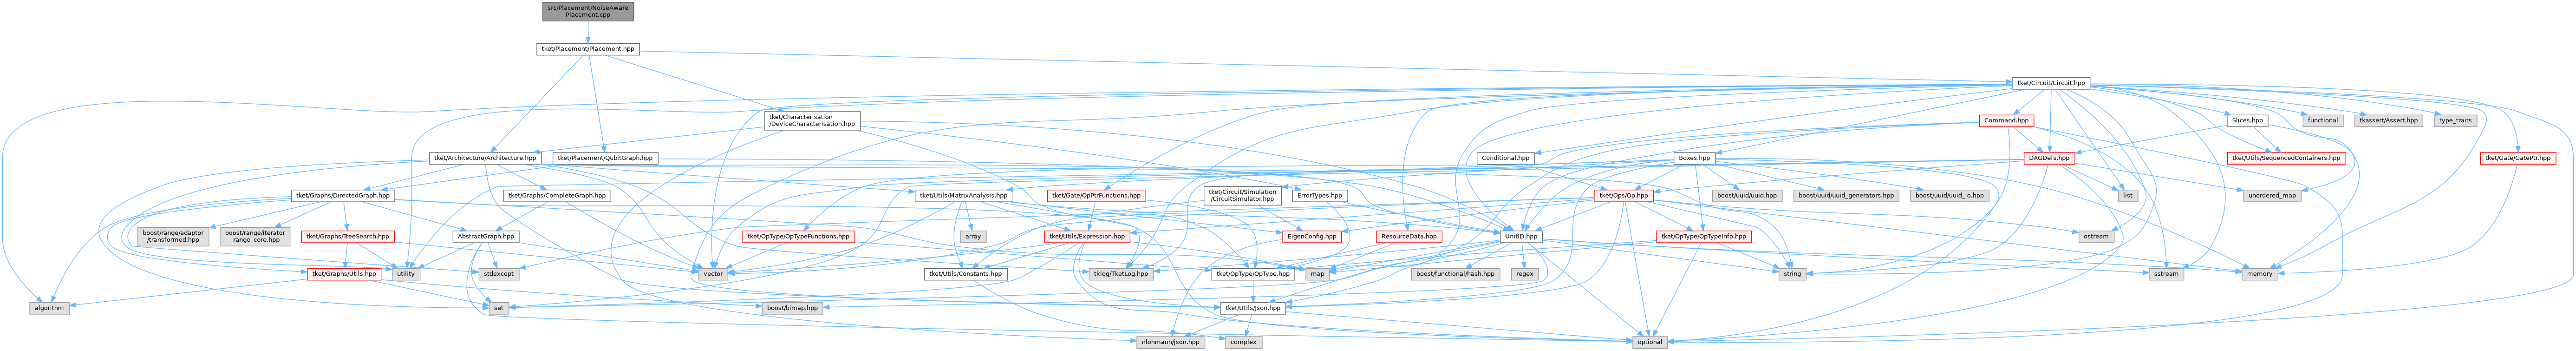 src/Placement/NoiseAware
Placement.cpp
tket/Placement/Placement.hpp
tket/Circuit/Circuit.hpp
tket/Characterisation
/DeviceCharacterisation.hpp
Command.hpp
Slices.hpp
functional
tkassert/Assert.hpp
type_traits
tket/Architecture/Architecture.hpp
tket/Placement/QubitGraph.hpp
Conditional.hpp
Boxes.hpp
DAGDefs.hpp
tket/Utils/SequencedContainers.hpp
tket/Gate/GatePtr.hpp
tket/Graphs/DirectedGraph.hpp
tket/Graphs/CompleteGraph.hpp
tket/Utils/MatrixAnalysis.hpp
tket/Gate/OpPtrFunctions.hpp
tket/Circuit/Simulation
/CircuitSimulator.hpp
ErrorTypes.hpp
tket/Ops/Op.hpp
boost/uuid/uuid.hpp
boost/uuid/uuid_generators.hpp
boost/uuid/uuid_io.hpp
list
unordered_map
boost/range/adaptor
/transformed.hpp
boost/range/iterator
_range_core.hpp
tket/Graphs/TreeSearch.hpp
AbstractGraph.hpp
tket/OpType/OpTypeFunctions.hpp
array
tket/Utils/Expression.hpp
EigenConfig.hpp
ResourceData.hpp
UnitID.hpp
tket/OpType/OpTypeInfo.hpp
ostream
tket/Graphs/Utils.hpp
utility
stdexcept
vector
tket/Utils/Constants.hpp
tklog/TketLog.hpp
tket/OpType/OpType.hpp
map
boost/functional/hash.hpp
regex
string
sstream
memory
algorithm
set
boost/bimap.hpp
tket/Utils/Json.hpp
nlohmann/json.hpp
complex
optional